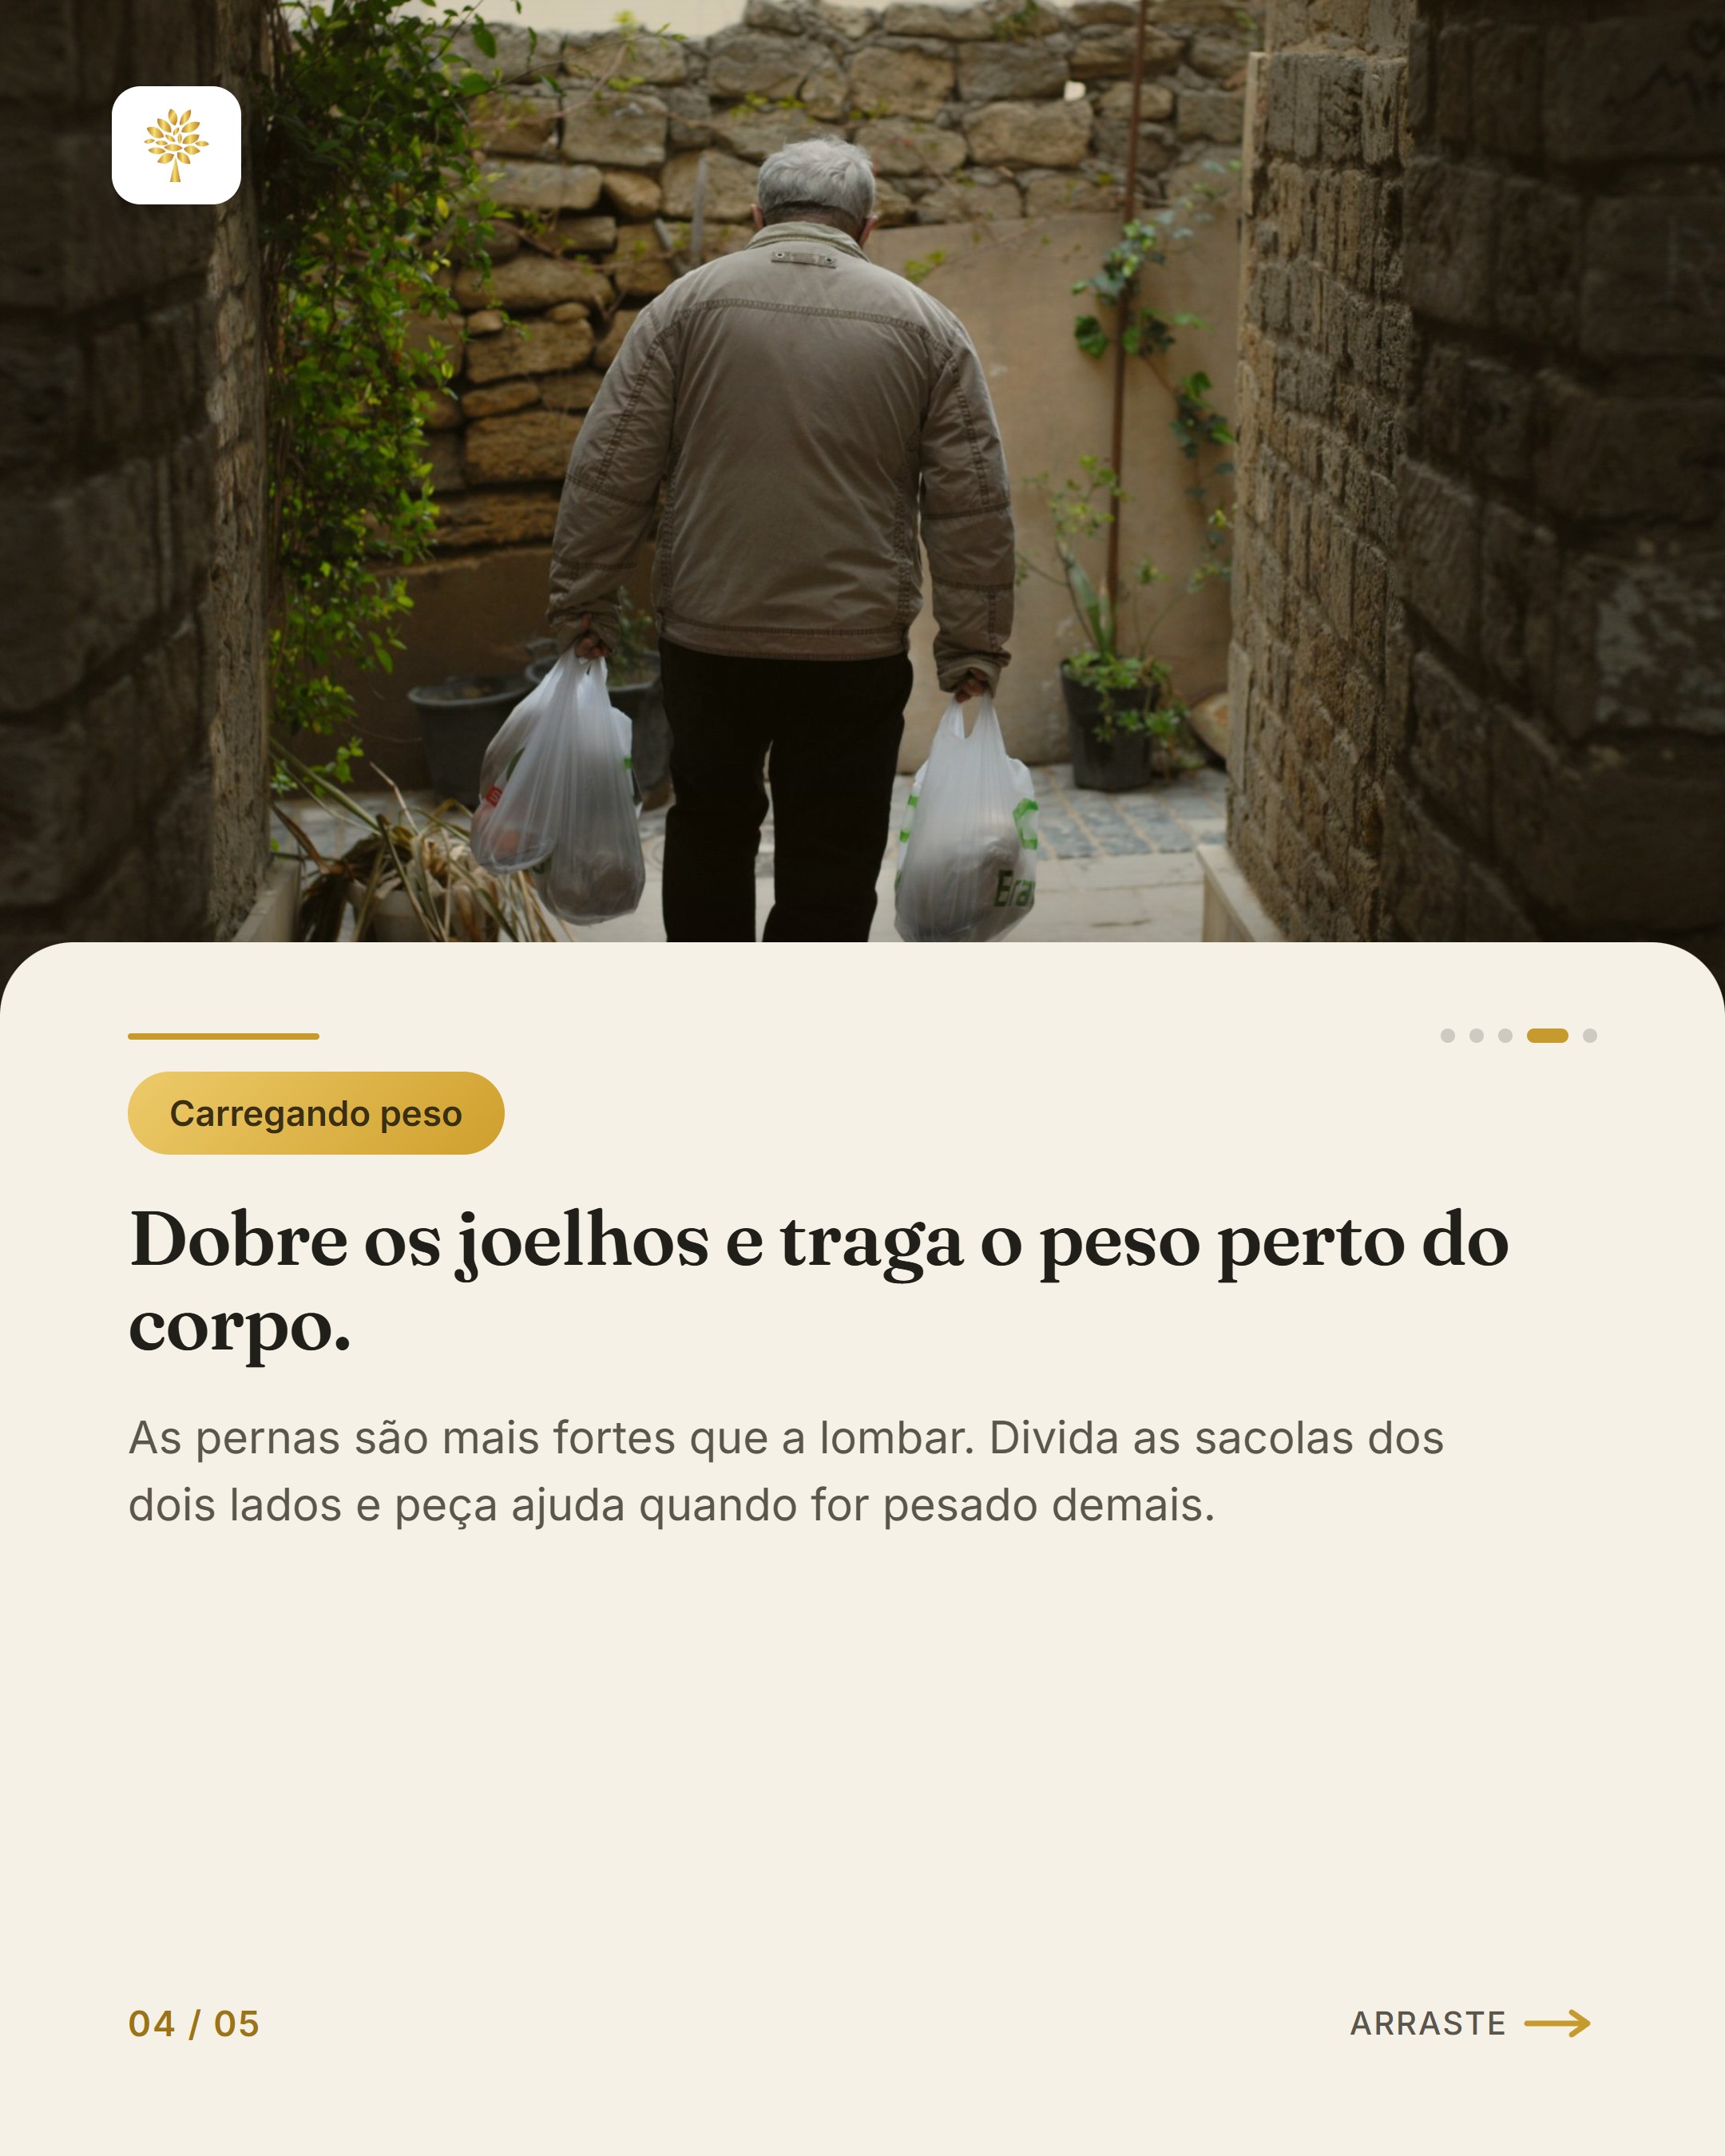 Carregando peso
Dobre os joelhos e traga o peso perto do
corpo.
As pernas são mais fortes que a lombar. Divida as sacolas dos
dois lados e peça ajuda quando for pesado demais.
04 / 05
ARRASTE